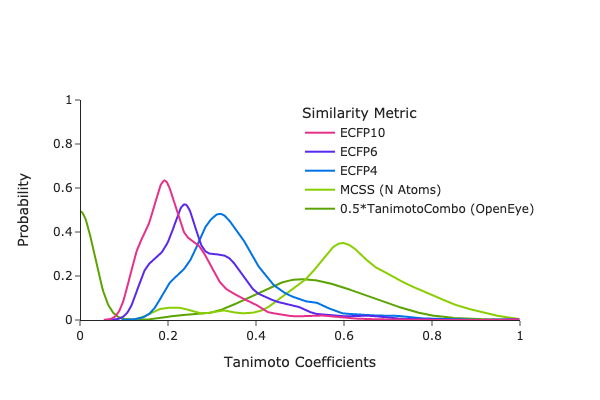 1
0.8
0.6
0.4
0.2
0
Probability
Similarity Metric
ECFP10
ECFP6
ECFP4
MCSS (N Atoms)
0.5*TanimotoCombo (OpenEye)
0 0.2 0.4 0.6 0.8 1
Tanimoto Coefficients